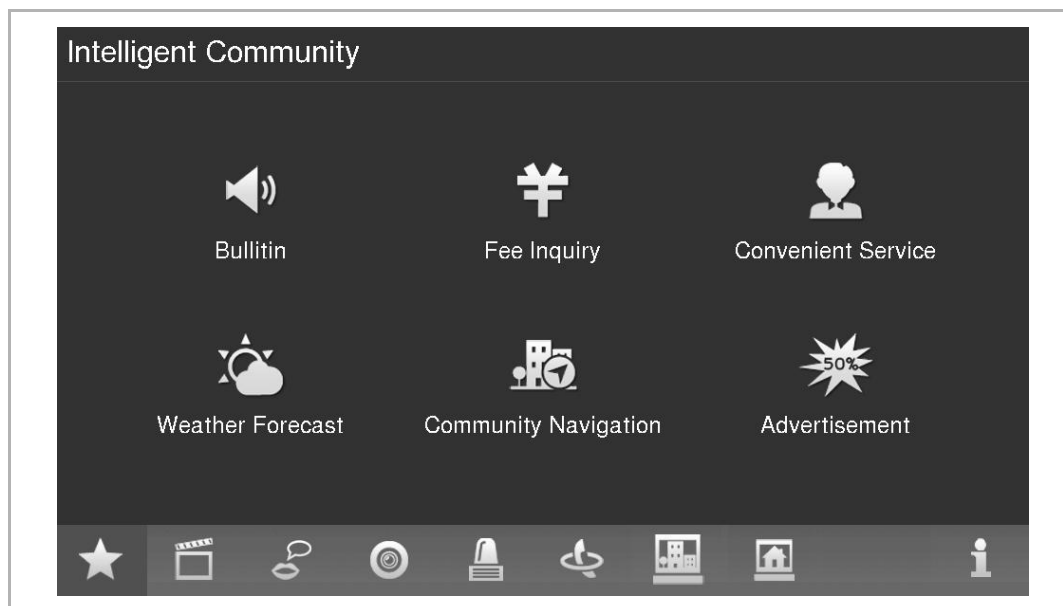 Intelligent Community
Bullitin
Fee Inquiry
Convenient Service
50%
Weather Forecast
Community Navigation
Advertisement